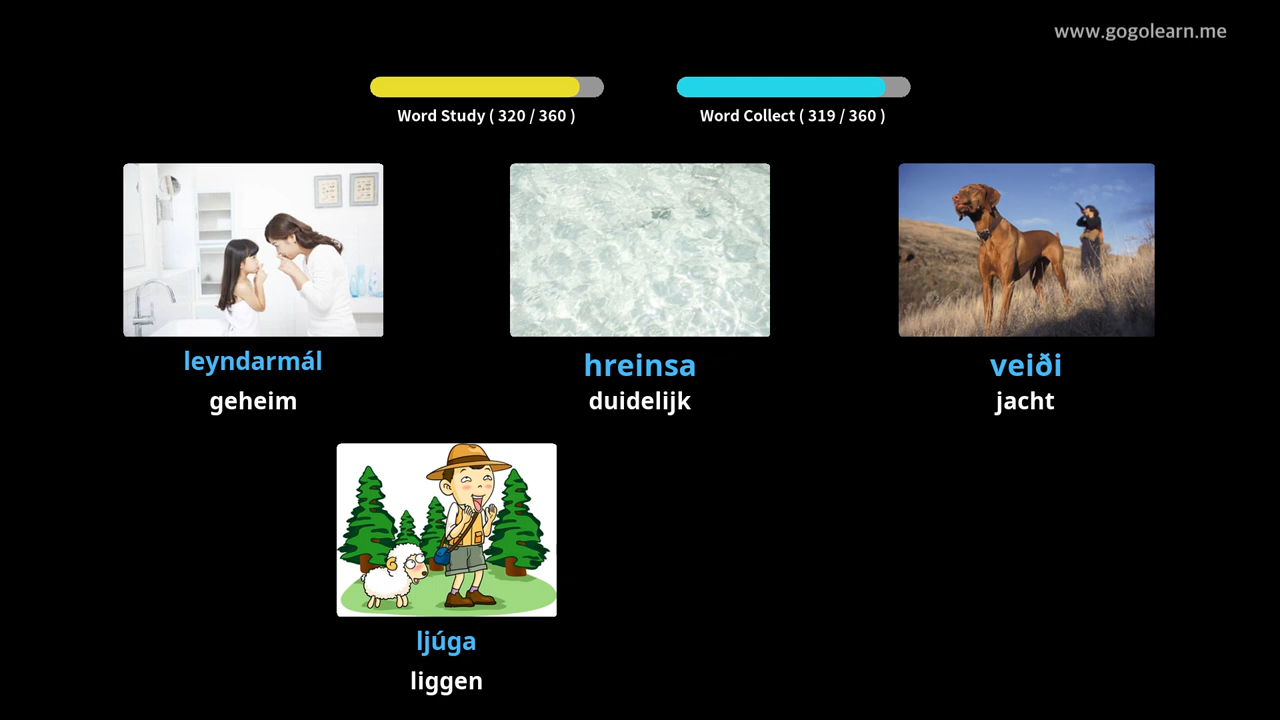 www.gogolearn.me
Word Study ( 320 / 360 )
Word Collect ( 319 / 360 )
leyndarmál
geheim
hreinsa
duidelijk
veiði
jacht
ljúga
liggen